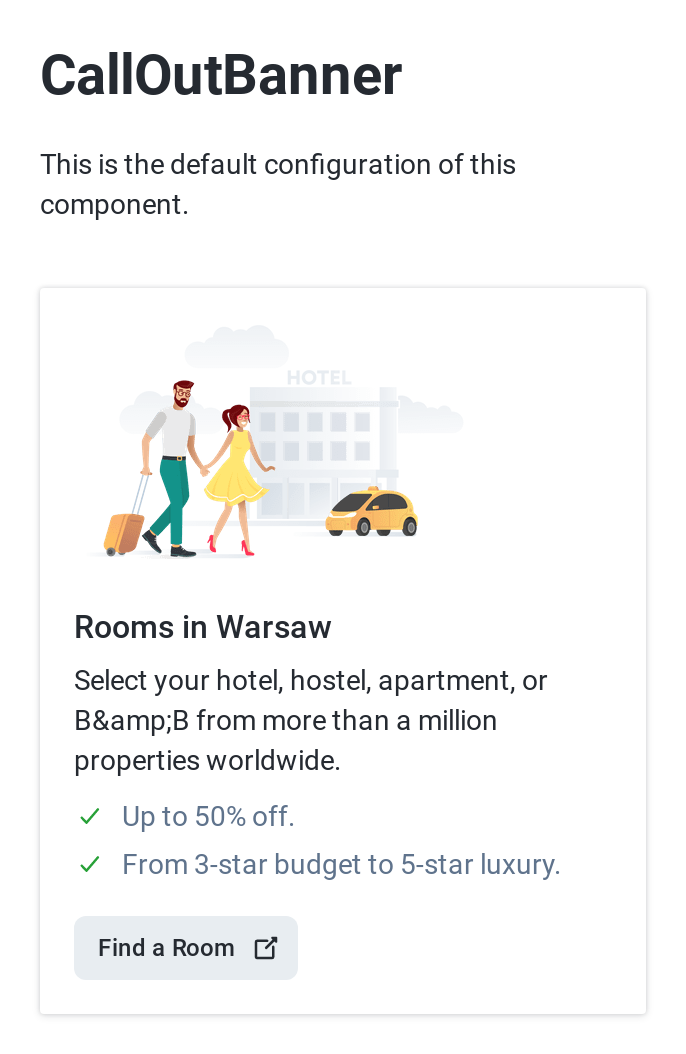 CallOutBanner
This is the default configuration of this
component.
HOTEL
Rooms in Warsaw
Select your hotel, hostel, apartment, or
B&amp;B from more than a million
properties worldwide.
Up to 50% off.
From 3-star budget to 5-star luxury.
Find a Room